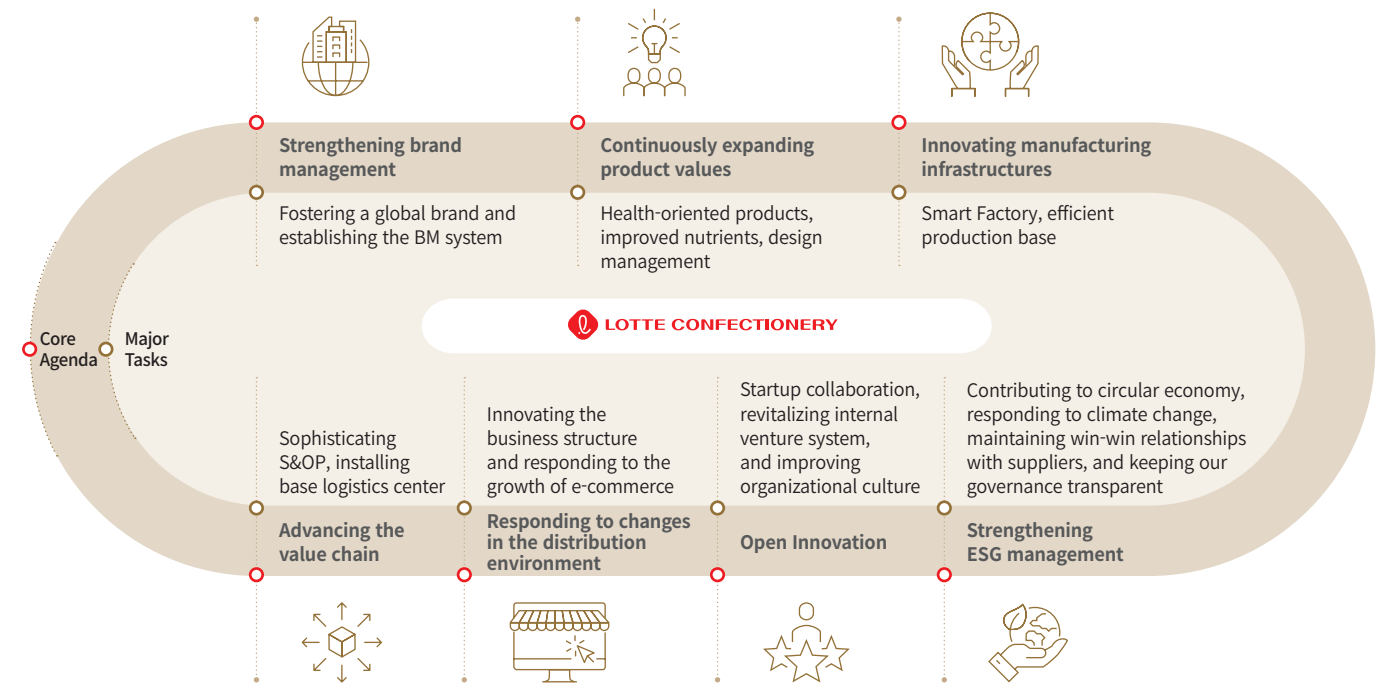 Strengthening brand
management
Fostering a global brand and
establishing the BM system
Continuously expanding
product values
Health-oriented products,
improved nutrients, design
management
Innovating manufacturing
infrastructures
Smart Factory, efficient
production base
LOTTE CONFECTIONERY
Core
Agenda
Major
Tasks
Sophisticating
S&OP, installing
base logistics center
Advancing the
value chain
Innovating the
business structure
and responding to the
growth of e-commerce
Responding to changes
in the distribution
environment
Startup collaboration,
revitalizing internal
venture system,
and improving
organizational culture
Open Innovation
Contributing to circular economy,
responding to climate change,
maintaining win-win relationships
with suppliers, and keeping our
governance transparent
Strengthening
ESG management